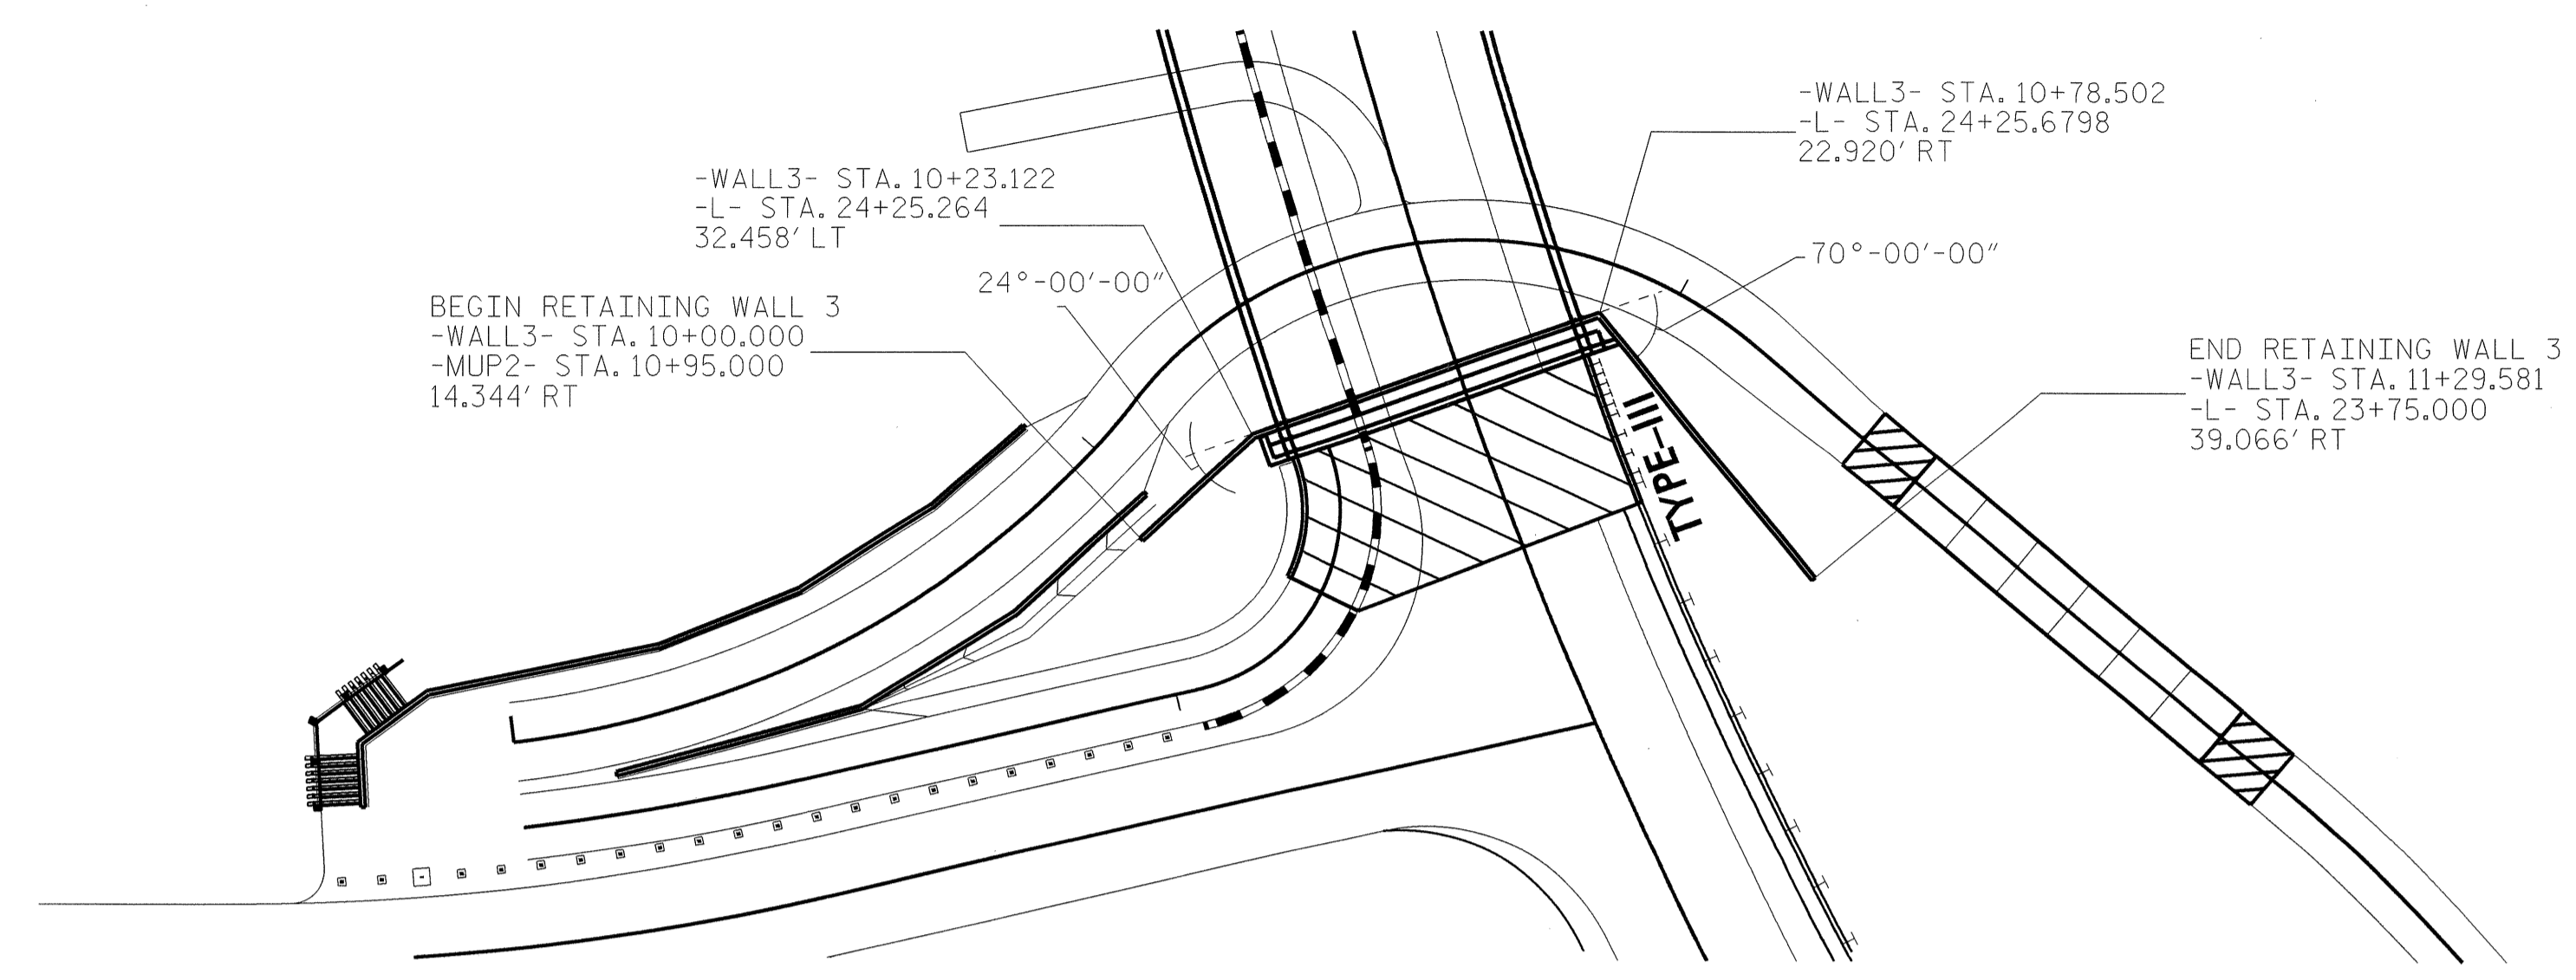 -WALL3- STA. 10+78.502
-L- STA. 24+25.6798
22.920' RT
-WALL3- STA. 10+23.122
-L- STA. 24+25.264
32.458' LT
70°-00'-00"
24°-00'-00"
BEGIN RETAINING WALL 3
-WALL3- STA. 10+00.000
-MUP2- STA. 10+95.000
14.344' RT
END RETAINING WALL 3
-WALL3- STA. 11+29.581
-L- STA. 23+75.000
39.066' RT
TYPE-III